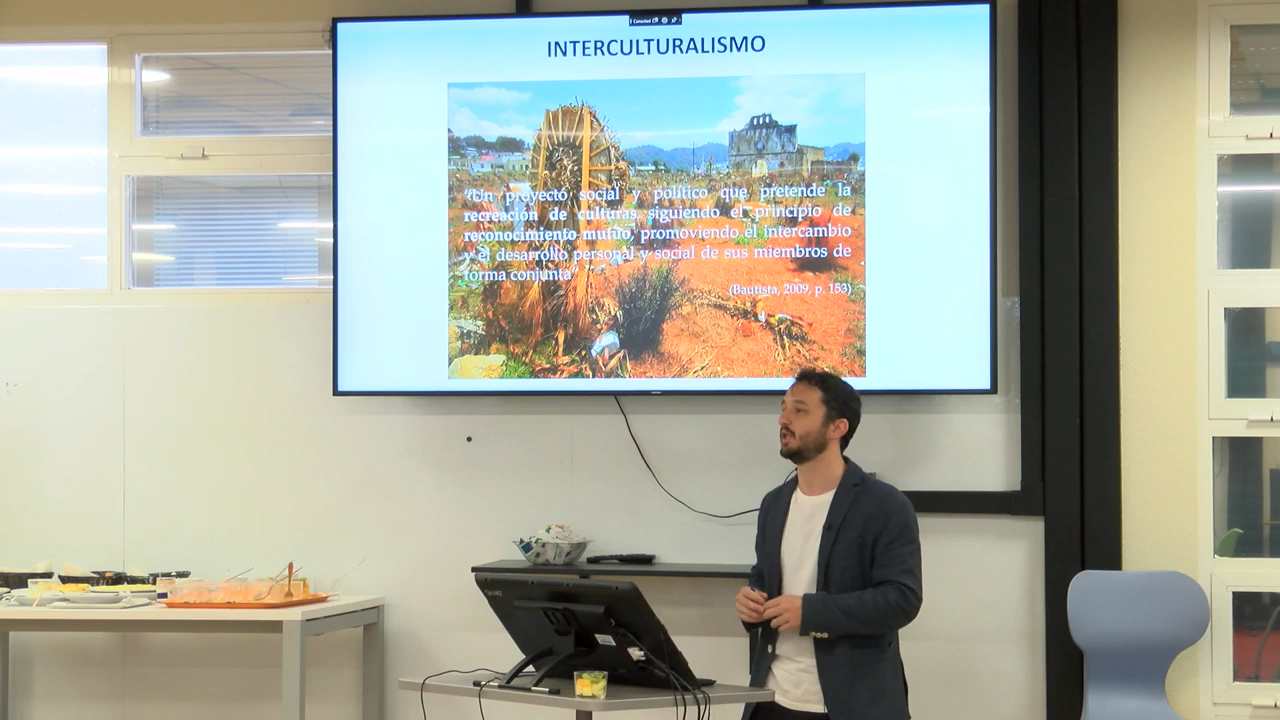 Conectad
INTERCULTURALISMO
“Un proyecto social y político que pretende la
recreación de culturas siguiendo el principio de
reconocimiento mutuo, promoviendo el intercambio
y el desarrollo personal y social de sus miembros de
forma conjunta”
(Bautista, 2009, p. 153)